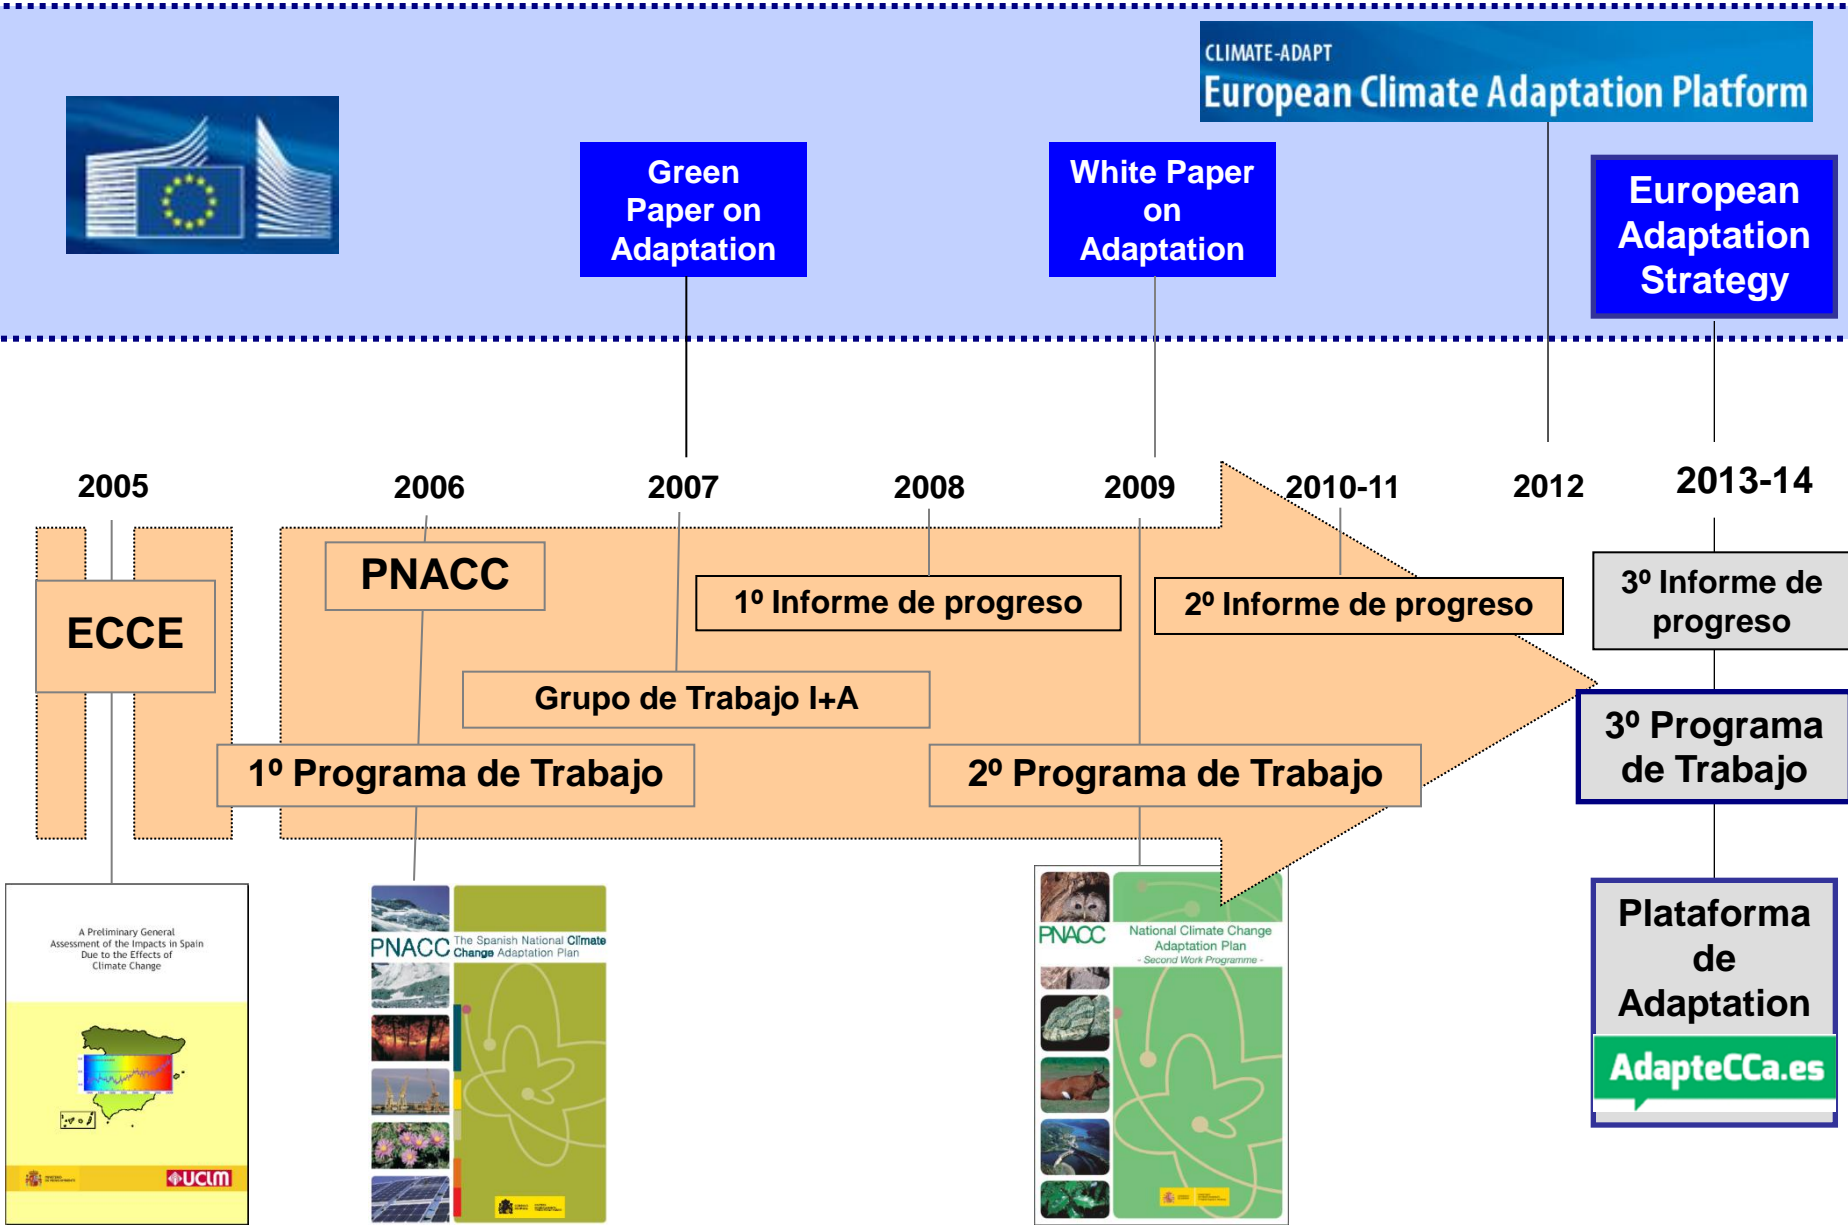 CLIMATE-ADAPT
European Climate Adaptation Platform
Green
Paper on
Adaptation
White Paper
on
Adaptation
European
Adaptation
Strategy
2005
2006
2007
2008
2009
2010-11
2012
2013-14
ECCE
PNACC
1º Informe de progreso
2º Informe de progreso
3º Informe de
progreso
Grupo de Trabajo I+A
1º Programa de Trabajo
2º Programa de Trabajo
3º Programa
de Trabajo
A Preliminary General
Assessment of the Impacts in Spain
Due to the Effects of
Climate Change
UCLM
PNACC
The Spanish National Climate
Change Adaptation Plan
PNACC
National Climate Change
Adaptation Plan
- Second Work Programme -
Plataforma
de
Adaptation
AdapteCCa.es